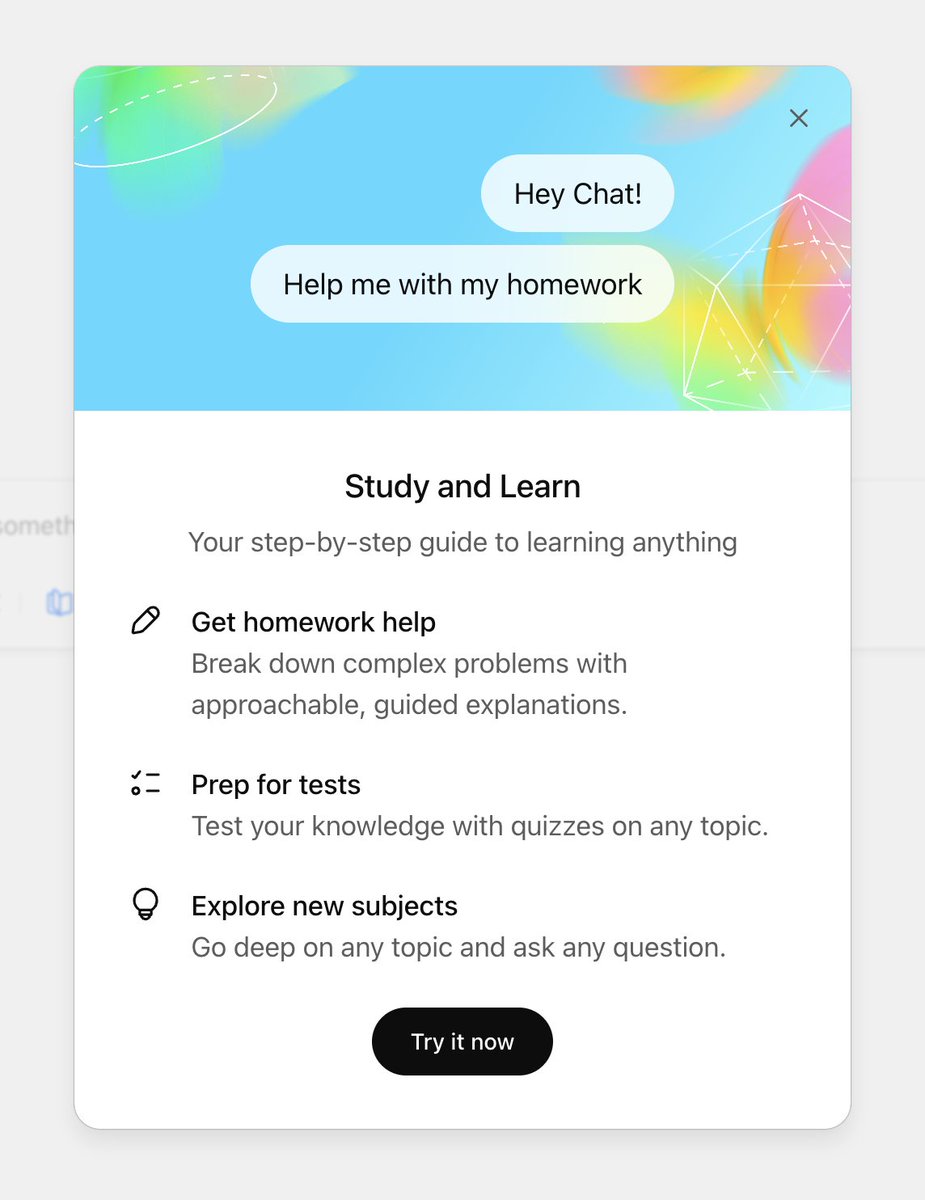 Hey Chat!
Help me with my homework
Study and Learn
Your step-by-step guide to learning anything
Get homework help
Break down complex problems with
approachable, guided explanations.
Prep for tests
Test your knowledge with quizzes on any topic.
Explore new subjects
Go deep on any topic and ask any question.
Try it now